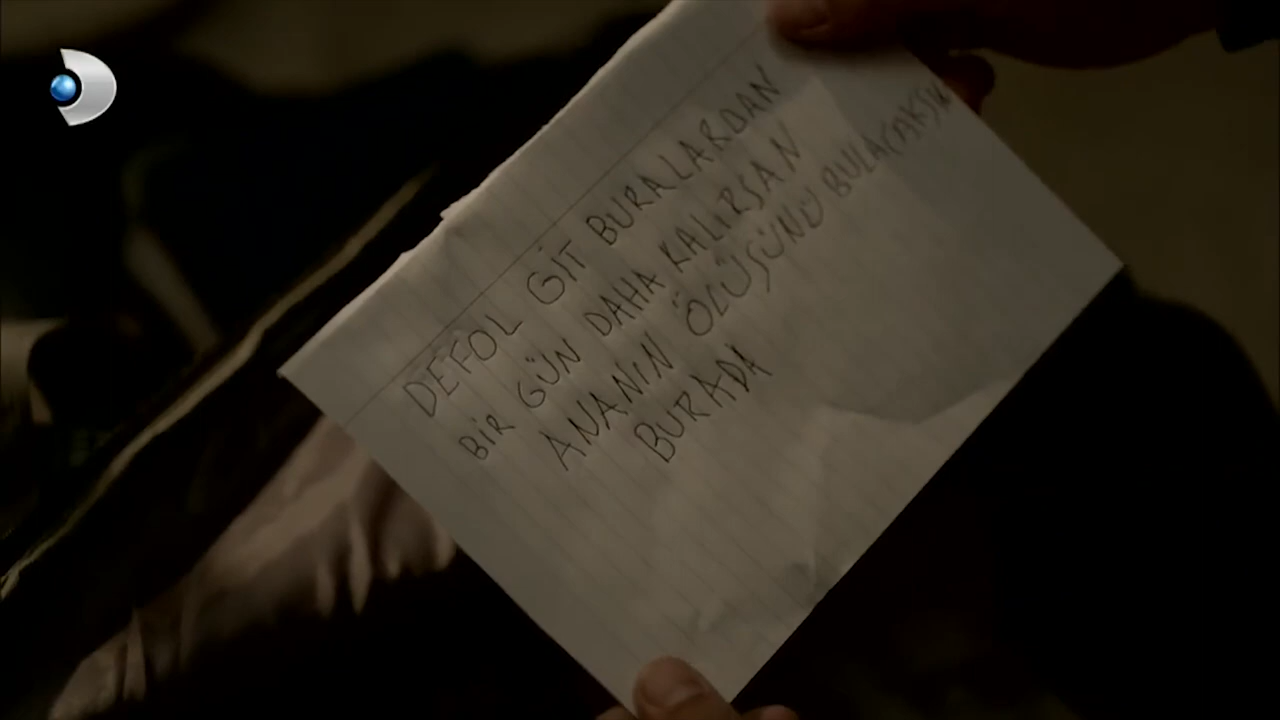 DEFOL GİT BURALARDAN
BİR GÜN DAHA KALIRSAN
ANANIN ÖLÜSÜNÜ BULACAKSIN
BURADA